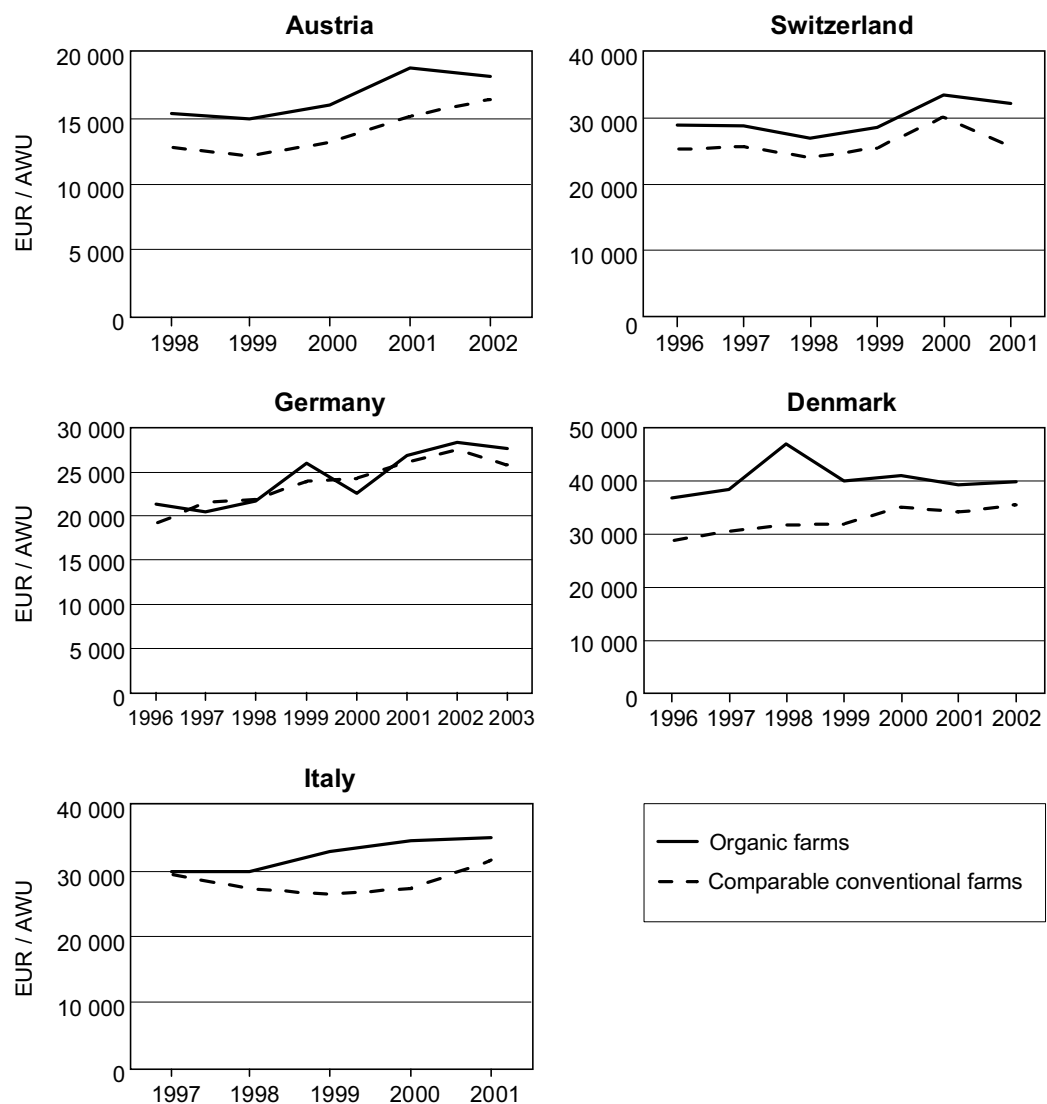 Austria
EUR / AWU
20 000
15 000
10 000
5 000
0
1998 1999 2000 2001 2002
Switzerland
40 000
30 000
20 000
10 000
0
1996 1997 1998 1999 2000 2001
Germany
EUR / AWU
30 000
25 000
20 000
15 000
10 000
5 000
0
1996 1997 1998 1999 2000 2001 2002 2003
Denmark
50 000
40 000
30 000
20 000
10 000
0
1996 1997 1998 1999 2000 2001 2002
Italy
EUR / AWU
40 000
30 000
20 000
10 000
0
1997 1998 1999 2000 2001
Organic farms
Comparable conventional farms